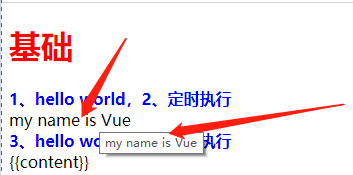 基础
1、hello world，2、定时执行
my name is Vue
3、hello wo 执行
my name is Vue
{{content}}